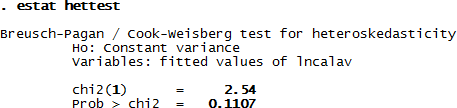 . estat hettest
Breusch-Pagan / Cook-Weisberg test for heteroskedasticity
Ho: Constant variance
Variables: fitted values of lncalav
chi2(1) = 2.54
Prob > chi2 = 0.1107